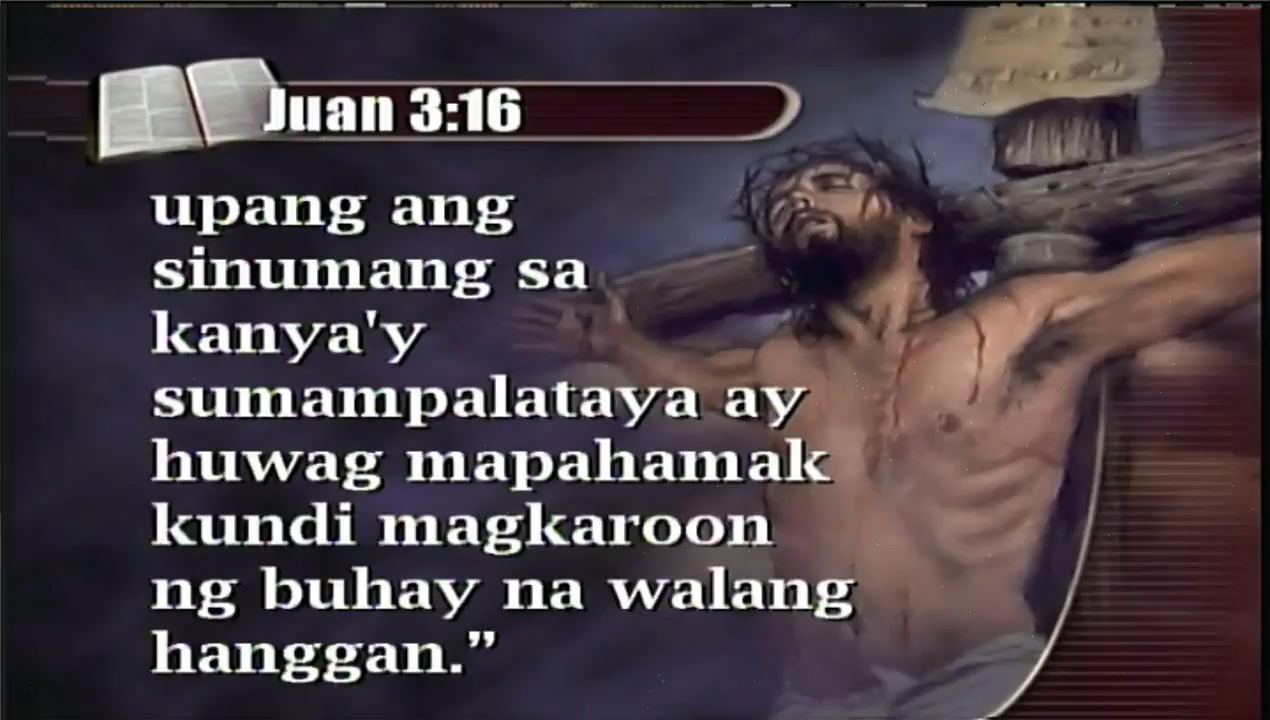 Juan 3:16
upang ang
sinumang sa
kanya'y
sumampalataya ay
huwag mapahamak
kundi magkaroon
ng buhay na walang
hanggan.”